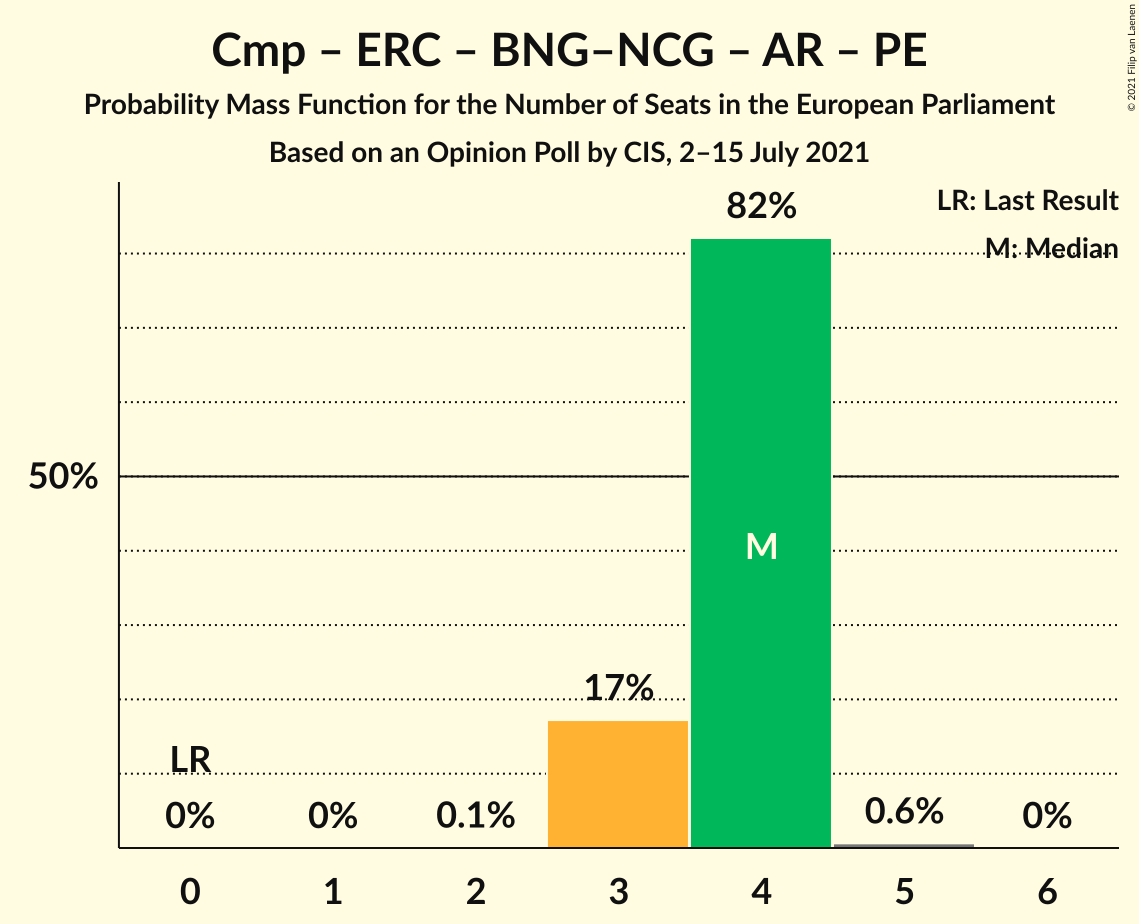 Cmp – ERC – BNG–NCG – AR – PE
Probability Mass Function for the Number of Seats in the European Parliament
Based on an Opinion Poll by CIS, 2–15 July 2021
© 2021 Filip van Laenen
LR: Last Result
M: Median
82%
50%
M
17%
LR
0% 0% 0.1% 0.6% 0%
0 1 2 3 4 5 6